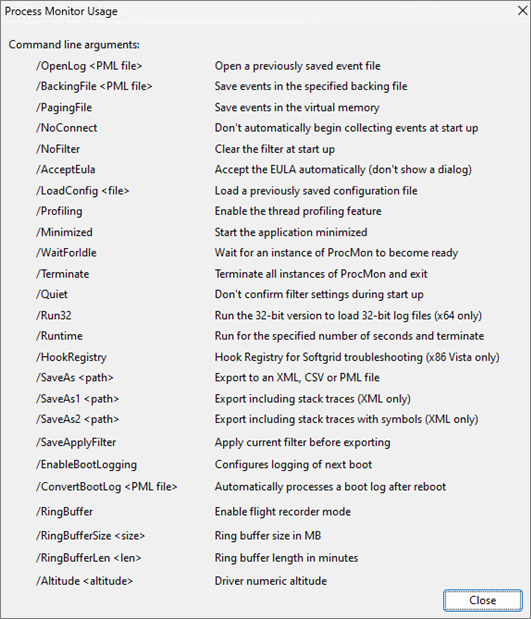 Process Monitor Usage
Command line arguments:
/OpenLog <PML file> Open a previously saved event file
/BackingFile <PML file> Save events in the specified backing file
/PagingFile Save events in the virtual memory
/NoConnect Don't automatically begin collecting events at start up
/NoFilter Clear the filter at start up
/AcceptEula Accept the EULA automatically (don't show a dialog)
/LoadConfig <file> Load a previously saved configuration file
/Profiling Enable the thread profiling feature
/Minimized Start the application minimized
/WaitForIdle Wait for an instance of ProcMon to become ready
/Terminate Terminate all instances of ProcMon and exit
/Quiet Don't confirm filter settings during start up
/Run32 Run the 32-bit version to load 32-bit log files (x64 only)
/Runtime Run for the specified number of seconds and terminate
/HookRegistry Hook Registry for Softgrid troubleshooting (x86 Vista only)
/SaveAs <path> Export to an XML, CSV or PML file
/SaveAs1 <path> Export including stack traces (XML only)
/SaveAs2 <path> Export including stack traces with symbols (XML only)
/SaveApplyFilter Apply current filter before exporting
/EnableBootLogging Configures logging of next boot
/ConvertBootLog <PML file> Automatically processes a boot log after reboot
/RingBuffer Enable flight recorder mode
/RingBufferSize <size> Ring buffer size in MB
/RingBufferLen <len> Ring buffer length in minutes
/Altitude <altitude> Driver numeric altitude
Close